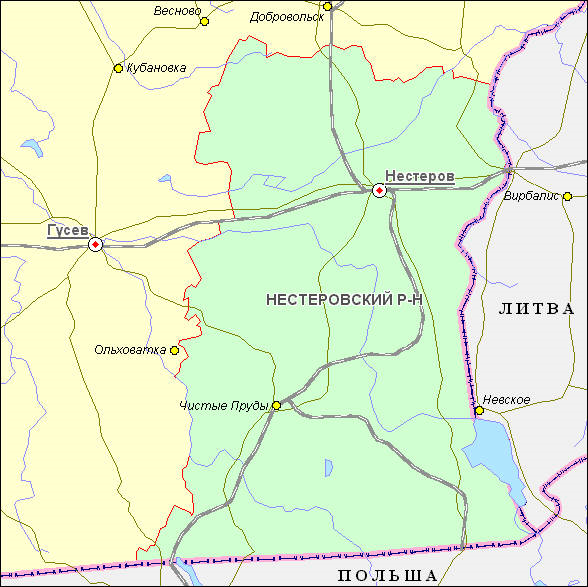 Весново
Добровольск
Кубановка
Нестеров
Вирбалис
Гусев
НЕСТЕРОВСКИЙ Р-Н
ЛИТВА
Ольховатка
Чистые Пруды
Невское
ПОЛЬША